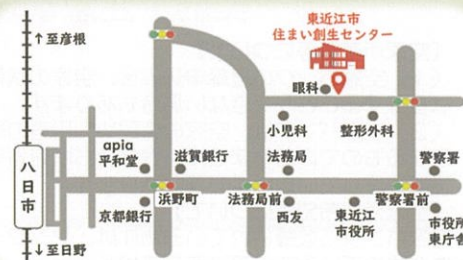 東近江市
住まい創生センター
↑至彦根
眼科
小児科
整形外科
apia
平和堂
滋賀銀行
法務局
警察署
八日市
浜野町
法務局前
警察署前
京都銀行
西友
東近江
市役所
市役所
東庁舎
↓至日野